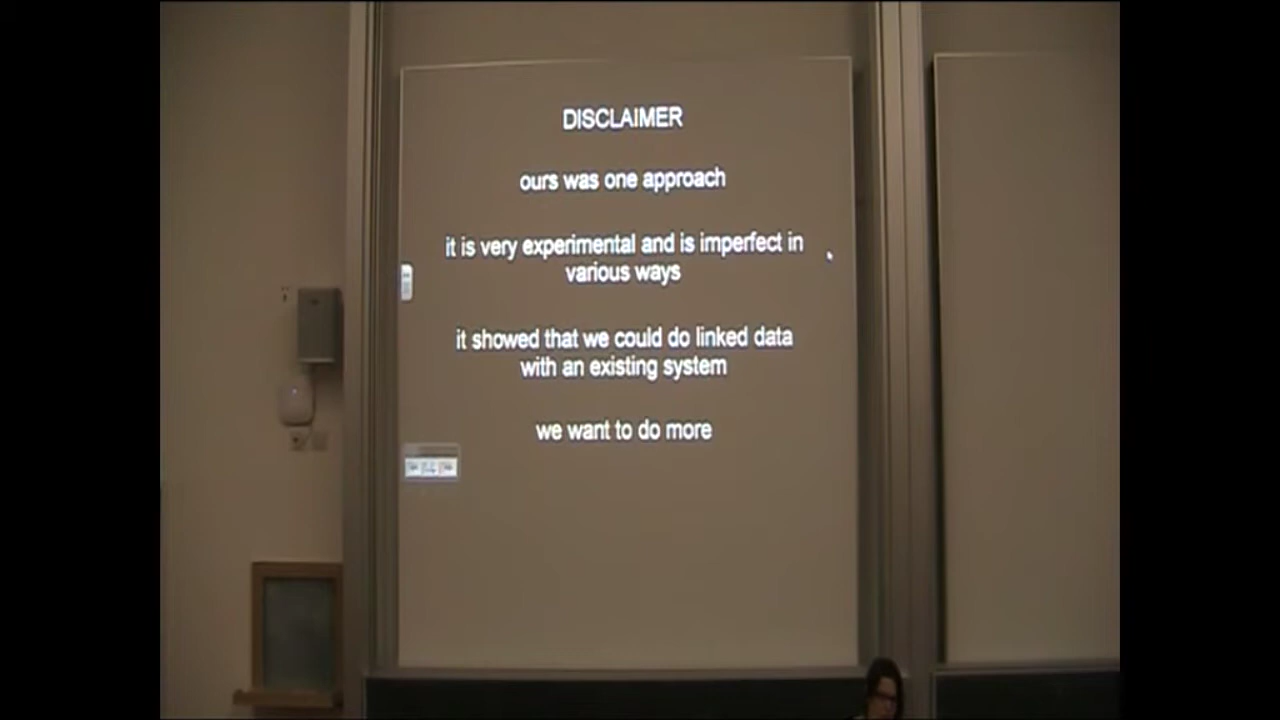 DISCLAIMER
ours was one approach
it is very experimental and is imperfect in
various ways
it showed that we could do linked data
with an existing system
we want to do more